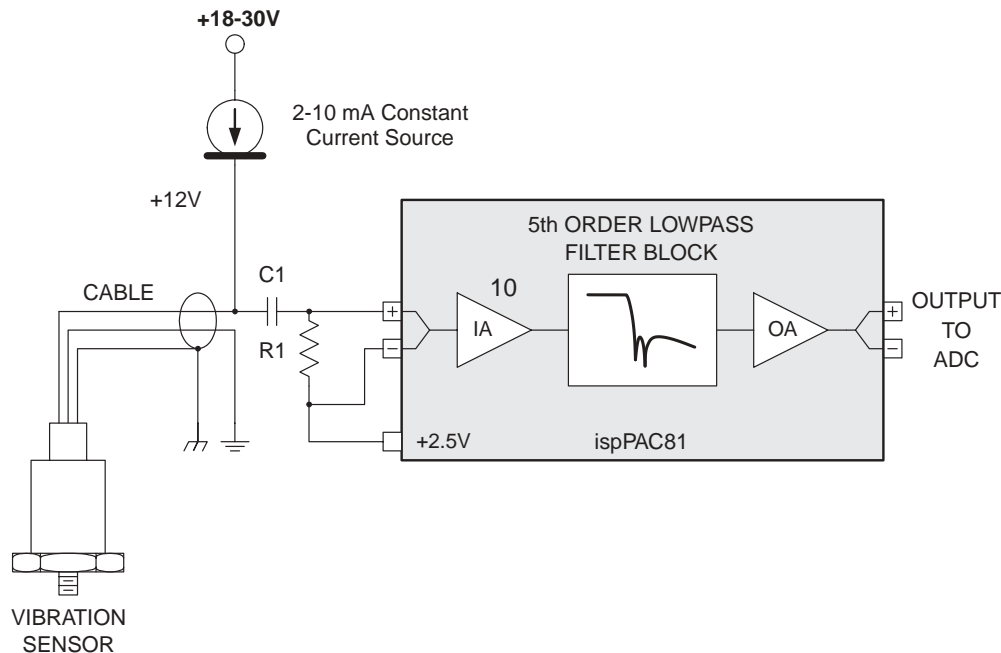 +18-30V
2-10 mA Constant
Current Source
+12V
5th ORDER LOWPASS
FILTER BLOCK
CABLE
C1
10
+
IA
OA
+
OUTPUT
TO
ADC
R1
−
−
+2.5V
ispPAC81
VIBRATION
SENSOR